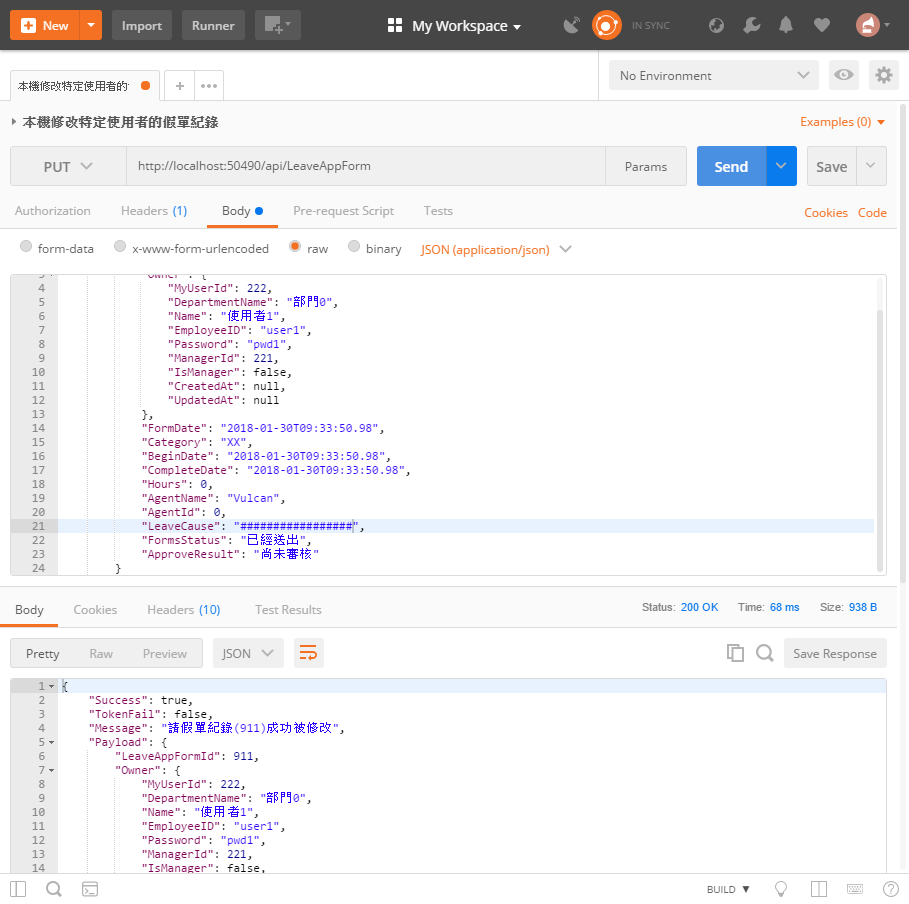 New Import Runner My Workspace IN SYNC
本機修改特定使用者的 No Environment
本機修改特定使用者的假單紀錄 Examples (0)
PUT http://localhost:50490/api/LeaveAppForm Params Send Save
Authorization Headers (1) Body Pre-request Script Tests Cookies Code
form-data x-www-form-urlencoded raw binary JSON (application/json)
3 "Owner": {
4 "MyUserId": 222,
5 "DepartmentName": "部門0",
6 "Name": "使用者1",
7 "EmployeeID": "user1",
8 "Password": "pwd1",
9 "ManagerId": 221,
10 "IsManager": false,
11 "CreatedAt": null,
12 "UpdatedAt": null
13 },
14 "FormDate": "2018-01-30T09:33:50.98",
15 "Category": "XX",
16 "BeginDate": "2018-01-30T09:33:50.98",
17 "CompleteDate": "2018-01-30T09:33:50.98",
18 "Hours": 0,
19 "AgentName": "Vulcan",
20 "AgentId": 0,
21 "LeaveCause": "#################",
22 "FormsStatus": "已經送出",
23 "ApproveResult": "尚未審核"
24 }
Body Cookies Headers (10) Test Results Status: 200 OK Time: 68 ms Size: 938 B
Pretty Raw Preview JSON Save Response
1 {
2 "Success": true,
3 "TokenFail": false,
4 "Message": "請假單紀錄(911)成功被修改",
5 "Payload": {
6 "LeaveAppFormId": 911,
7 "Owner": {
8 "MyUserId": 222,
9 "DepartmentName": "部門0",
10 "Name": "使用者1",
11 "EmployeeID": "user1",
12 "Password": "pwd1",
13 "ManagerId": 221,
14 "IsManager": false,
BUILD